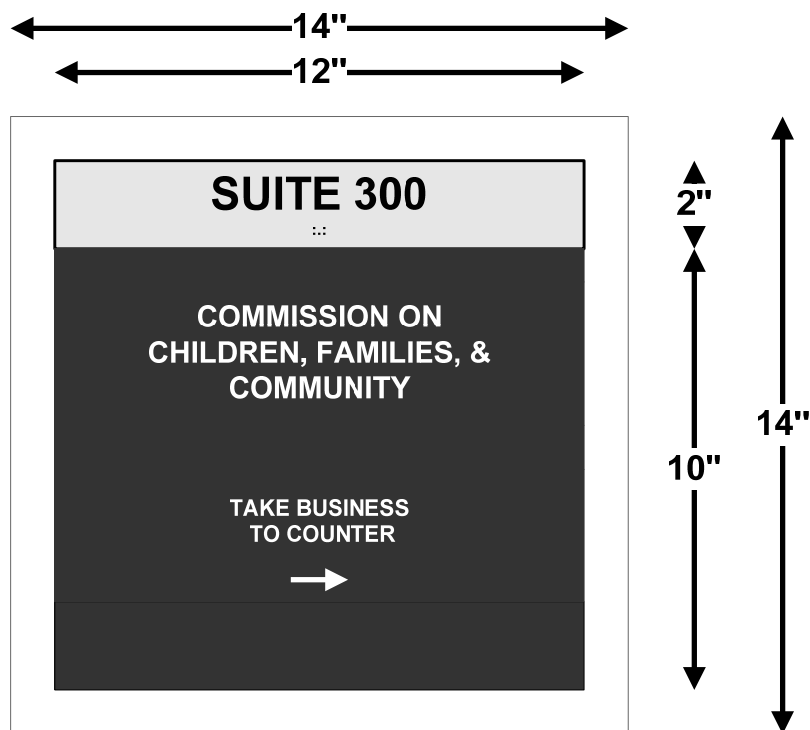 14"
12"
SUITE 300
:.:
2"
COMMISSION ON
CHILDREN, FAMILIES, &
COMMUNITY
14"
10"
TAKE BUSINESS
TO COUNTER